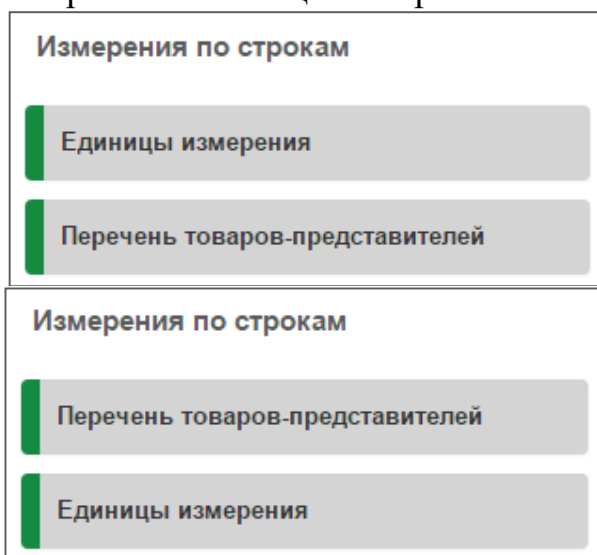 Измерения по строкам
Единицы измерения
Перечень товаров-представителей
Измерения по строкам
Перечень товаров-представителей
Единицы измерения